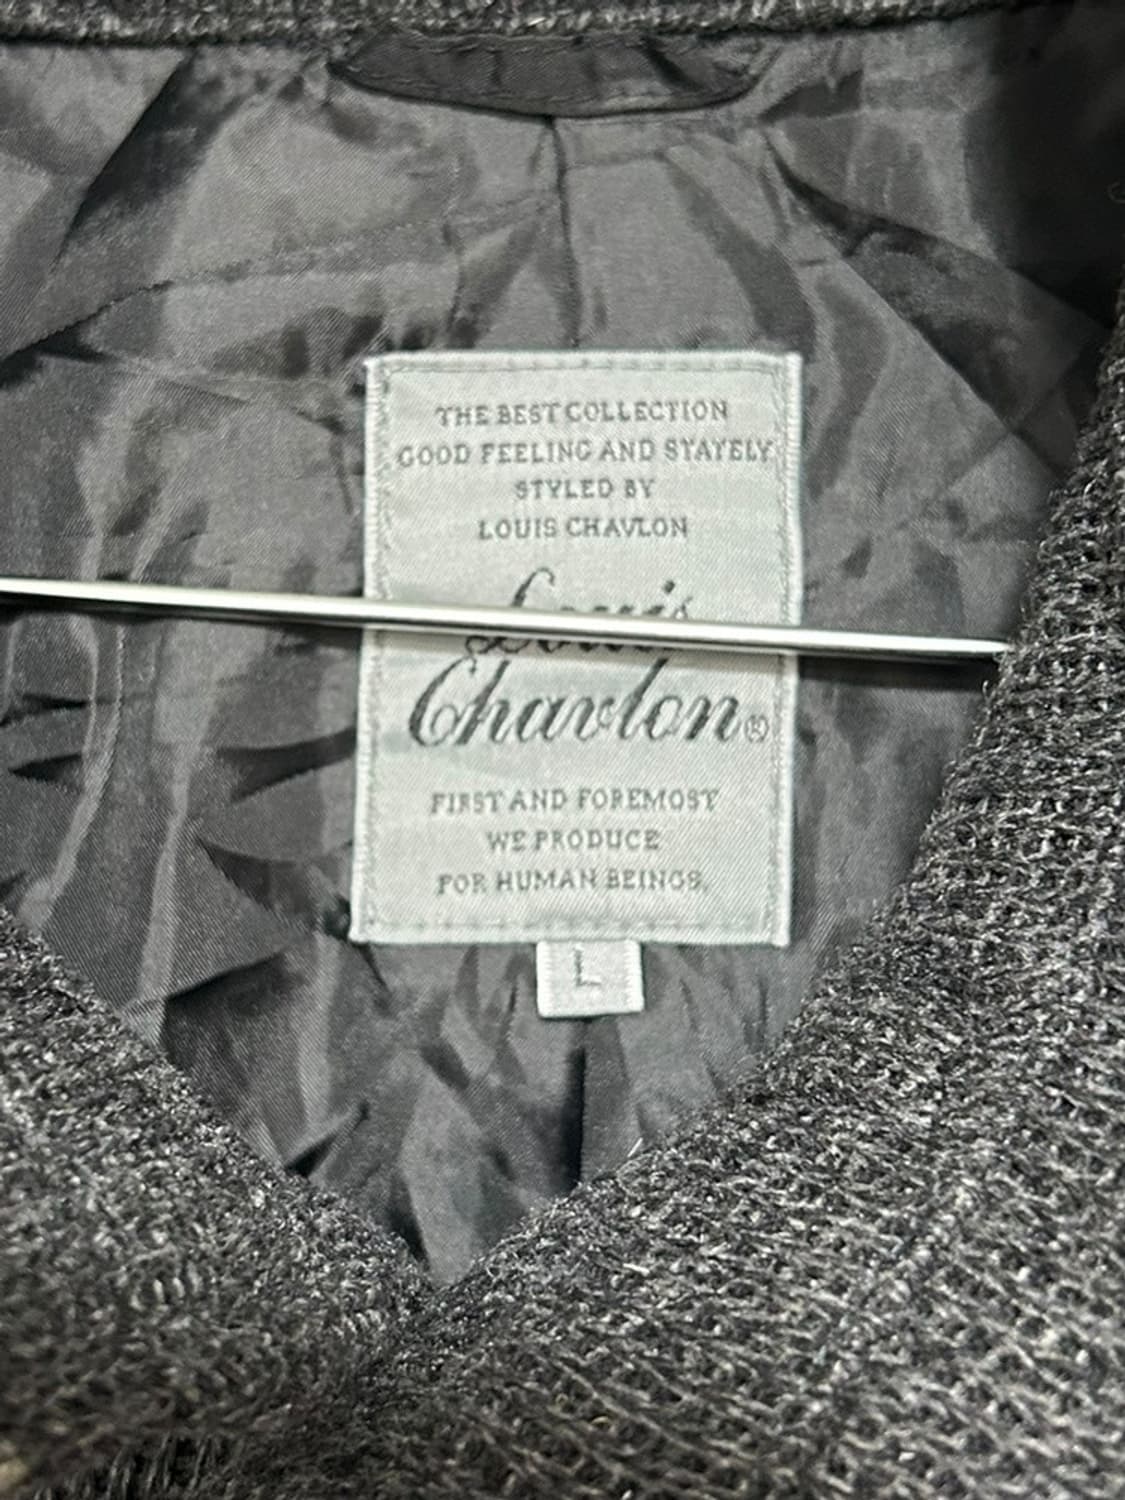 THE BEST COLLECTION
GOOD FEELING AND STAYELY
STYLED BY
LOUIS CHAVLON
Louis
Chavlon®
FIRST AND FOREMOST
WE PRODUCE
FOR HUMAN BEINGS.
L